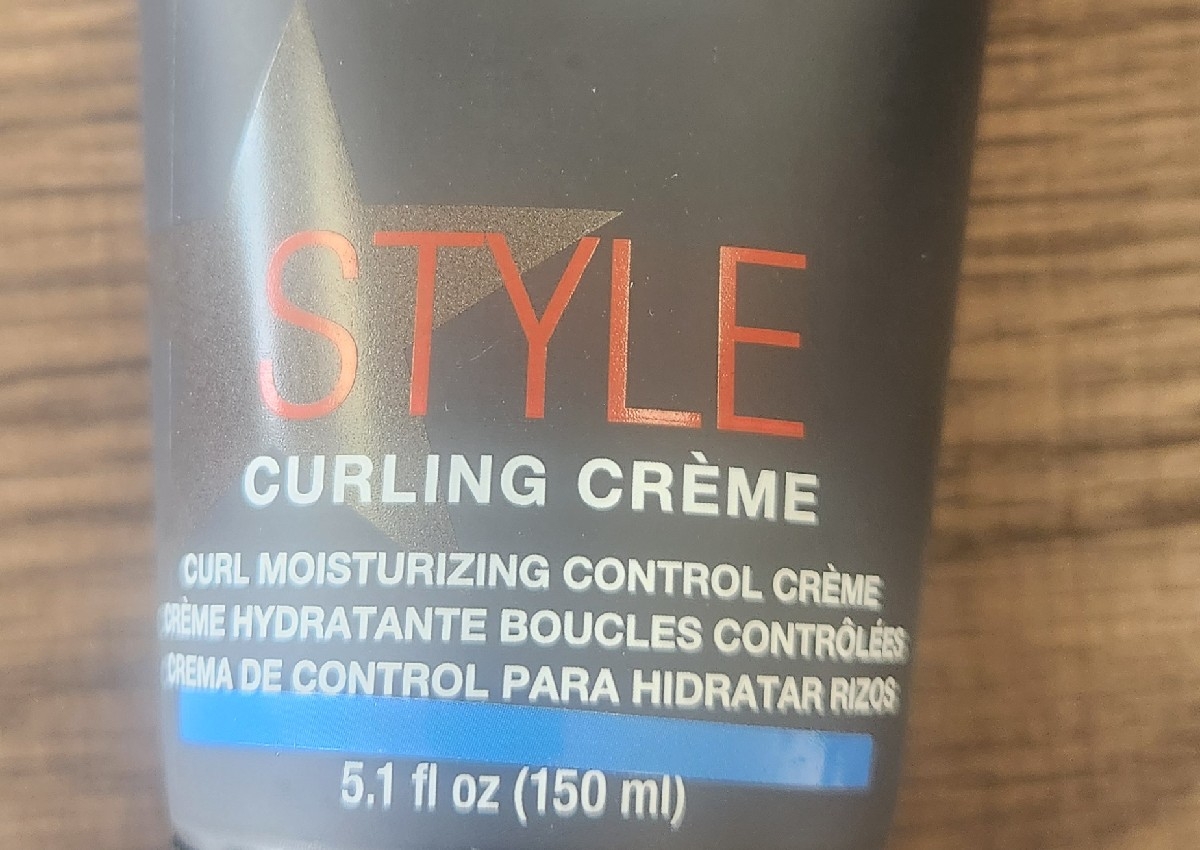 STYLE
CURLING CRÈME
CURL MOISTURIZING CONTROL CRÈME
CRÈME HYDRATANTE BOUCLES CONTRÔLÉES
CREMA DE CONTROL PARA HIDRATAR RIZOS
5.1 fl oz (150 ml)